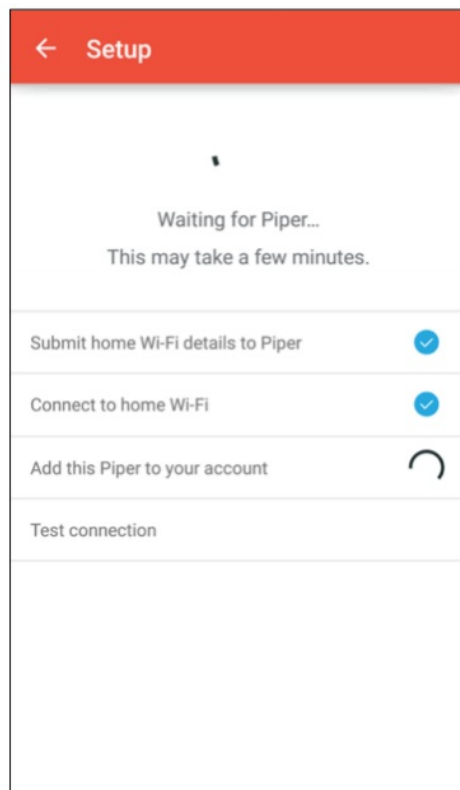 Setup
Waiting for Piper...
This may take a few minutes.
Submit home Wi-Fi details to Piper
Connect to home Wi-Fi
Add this Piper to your account
Test connection